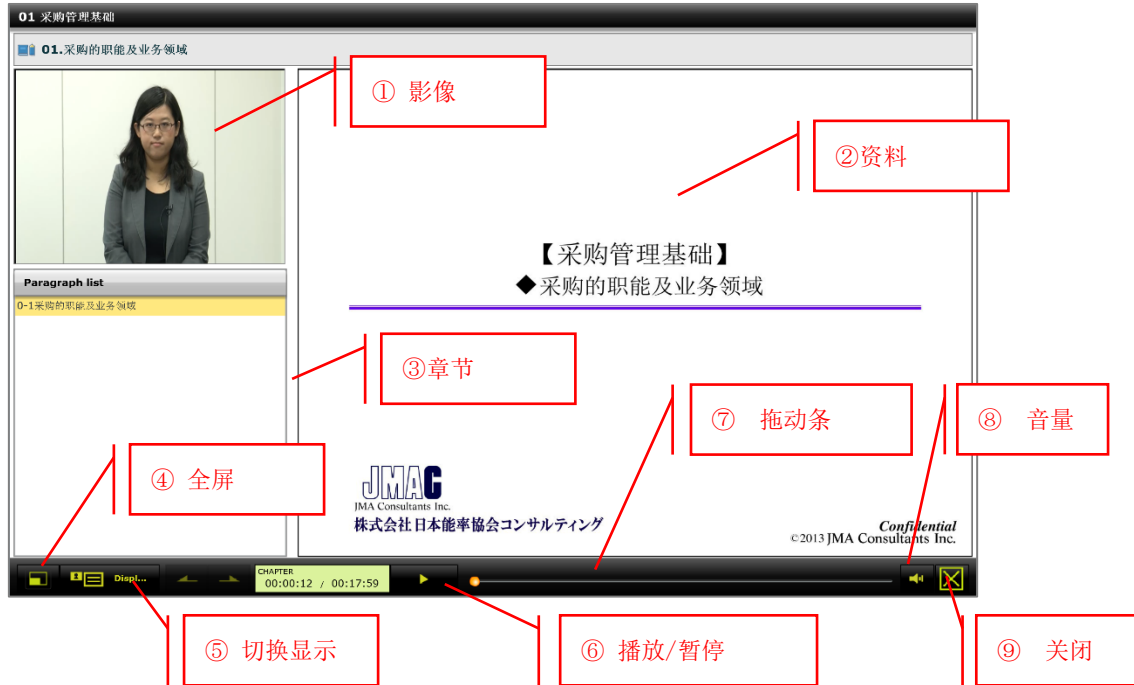 01 采购管理基础
01.采购的职能及业务领域
① 影像
②资料
【采购管理基础】
◆采购的职能及业务领域
Paragraph list
0-1采购的职能及业务领域
③章节
⑦ 拖动条
⑧ 音量
④ 全屏
JMAC
JMA Consultants Inc.
株式会社日本能率協会コンサルティング
Confidential
©2013 JMA Consultants Inc.
Displ...
CHAPTER
00:00:12 / 00:17:59
⑤ 切换显示
⑥ 播放/暂停
⑨ 关闭